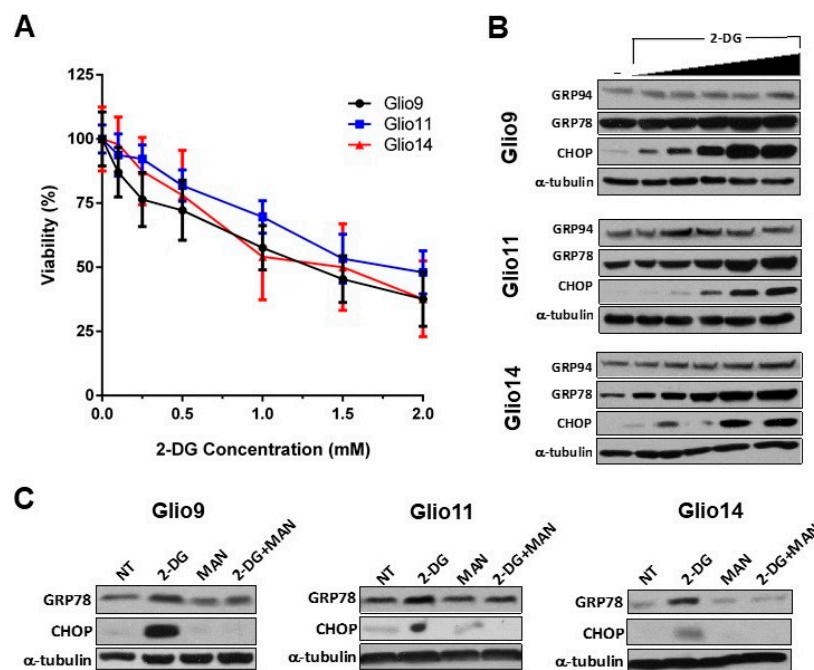 A
Viability (%)
125
100
75
50
25
0
0.0 0.5 1.0 1.5 2.0
2-DG Concentration (mM)
Glio9
Glio11
Glio14
B
2-DG
–
Glio9
GRP94
GRP78
CHOP
α-tubulin
Glio11
GRP94
GRP78
CHOP
α-tubulin
Glio14
GRP94
GRP78
CHOP
α-tubulin
C
Glio9
NT 2-DG MAN 2-DG+MAN
GRP78
CHOP
α-tubulin
Glio11
NT 2-DG MAN 2-DG+MAN
GRP78
CHOP
α-tubulin
Glio14
NT 2-DG MAN 2-DG+MAN
GRP78
CHOP
α-tubulin